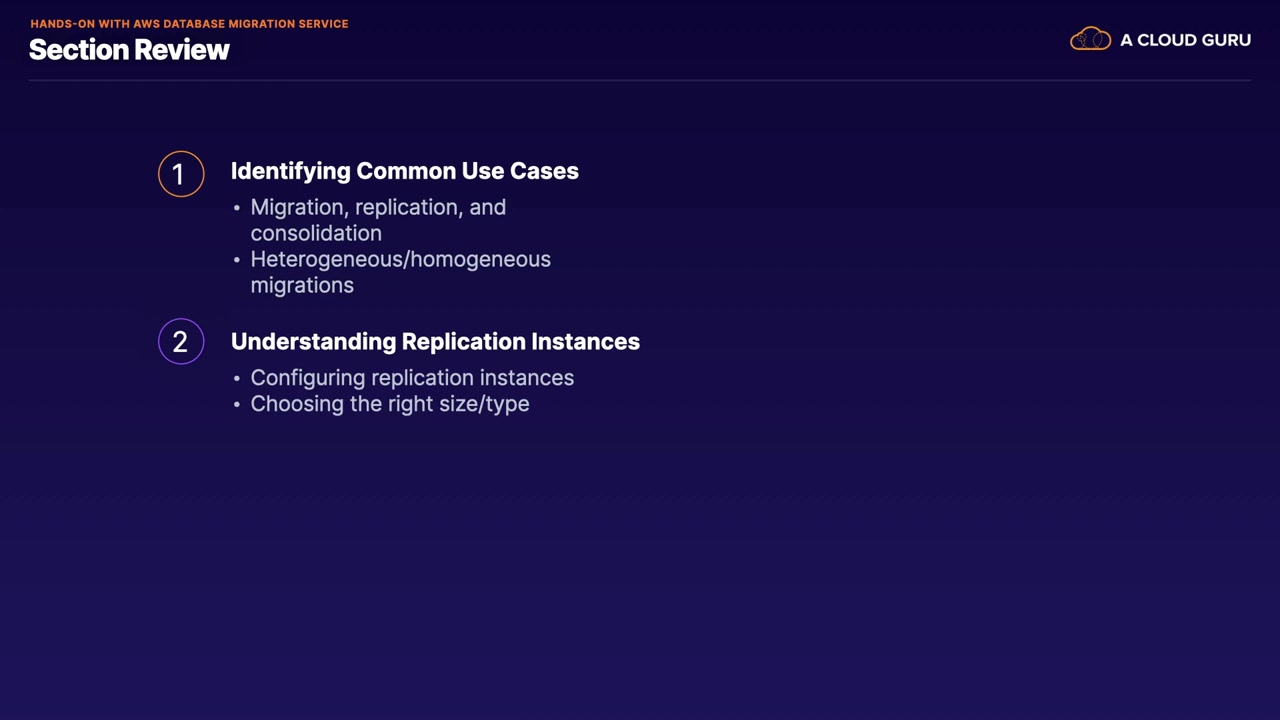 HANDS-ON WITH AWS DATABASE MIGRATION SERVICE
Section Review
A CLOUD GURU
1
Identifying Common Use Cases
• Migration, replication, and
consolidation
• Heterogeneous/homogeneous
migrations
2
Understanding Replication Instances
• Configuring replication instances
• Choosing the right size/type